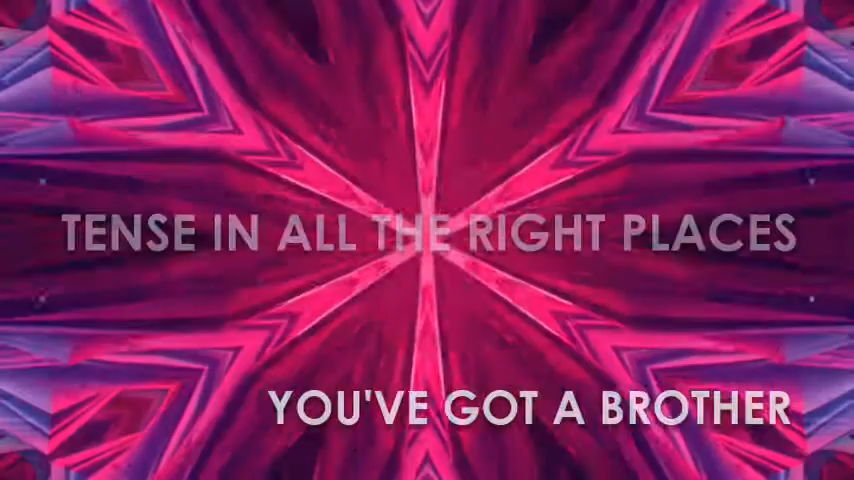 TENSE IN ALL THE RIGHT PLACES
YOU'VE GOT A BROTHER